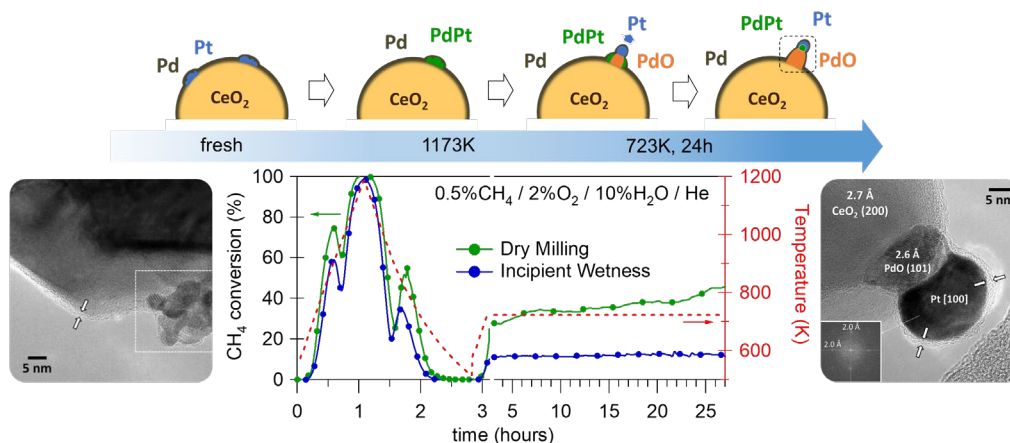 Pd Pt
CeO₂
Pd PdPt
CeO₂
Pd PdPt Pt
PdO
CeO₂
Pd PdPt Pt
PdO
CeO₂
fresh 1173K 723K, 24h
5 nm
CH₄ conversion (%)
100
80
60
40
20
0
0.5%CH₄ / 2%O₂ / 10%H₂O / He
Dry Milling
Incipient Wetness
1200
1000
800
600
Temperature (K)
0 1 2 3 5 10 15 20 25
time (hours)
5 nm
2.7 Å
CeO₂ (200)
2.6 Å
PdO (101)
Pt [100]
2.0 Å
2.0 Å